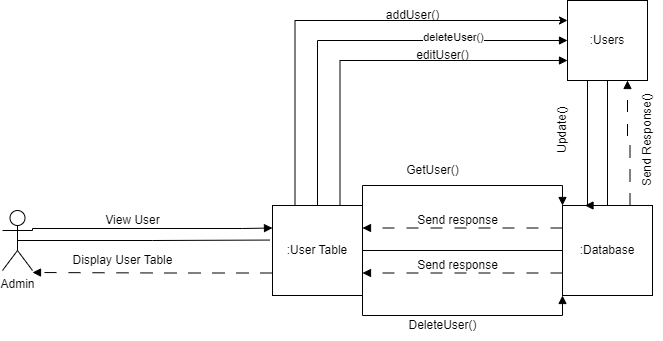 addUser()
deleteUser()
editUser()
:Users
Update()
Send Response()
GetUser()
View User
Send response
:User Table
:Database
Display User Table
Send response
Admin
DeleteUser()